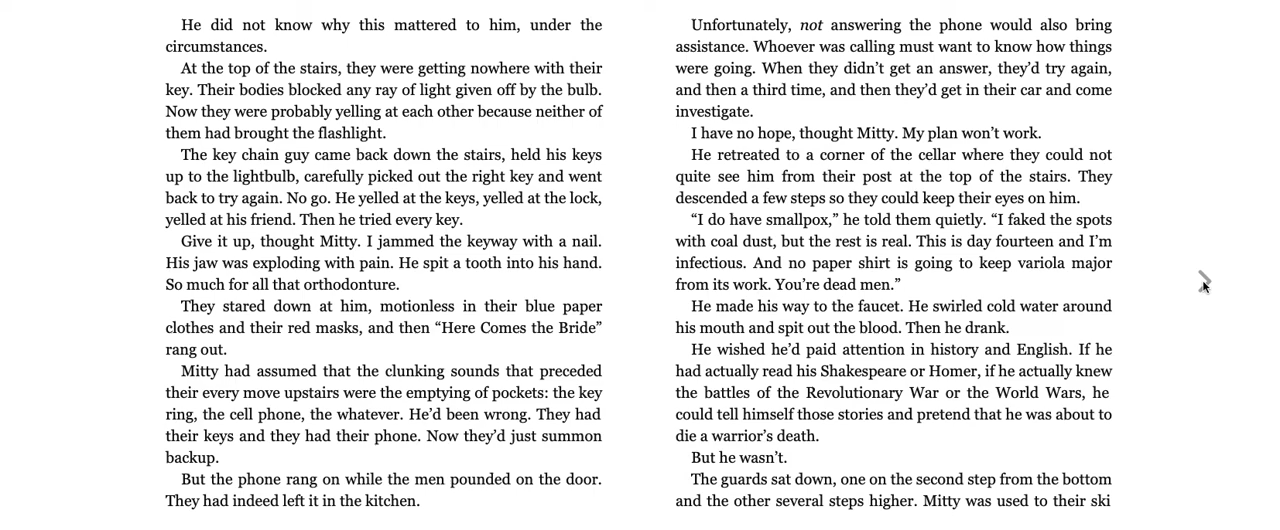 He did not know why this mattered to him, under the
circumstances.
At the top of the stairs, they were getting nowhere with their
key. Their bodies blocked any ray of light given off by the bulb.
Now they were probably yelling at each other because neither of
them had brought the flashlight.
The key chain guy came back down the stairs, held his keys
up to the lightbulb, carefully picked out the right key and went
back to try again. No go. He yelled at the keys, yelled at the lock,
yelled at his friend. Then he tried every key.
Give it up, thought Mitty. I jammed the keyway with a nail.
His jaw was exploding with pain. He spit a tooth into his hand.
So much for all that orthodonture.
They stared down at him, motionless in their blue paper
clothes and their red masks, and then “Here Comes the Bride”
rang out.
Mitty had assumed that the clunking sounds that preceded
their every move upstairs were the emptying of pockets: the key
ring, the cell phone, the whatever. He’d been wrong. They had
their keys and they had their phone. Now they’d just summon
backup.
But the phone rang on while the men pounded on the door.
They had indeed left it in the kitchen.
Unfortunately, not answering the phone would also bring
assistance. Whoever was calling must want to know how things
were going. When they didn’t get an answer, they’d try again,
and then a third time, and then they’d get in their car and come
investigate.
I have no hope, thought Mitty. My plan won’t work.
He retreated to a corner of the cellar where they could not
quite see him from their post at the top of the stairs. They
descended a few steps so they could keep their eyes on him.
“I do have smallpox,” he told them quietly. “I faked the spots
with coal dust, but the rest is real. This is day fourteen and I’m
infectious. And no paper shirt is going to keep variola major
from its work. You’re dead men.”
He made his way to the faucet. He swirled cold water around
his mouth and spit out the blood. Then he drank.
He wished he’d paid attention in history and English. If he
had actually read his Shakespeare or Homer, if he actually knew
the battles of the Revolutionary War or the World Wars, he
could tell himself those stories and pretend that he was about to
die a warrior’s death.
But he wasn’t.
The guards sat down, one on the second step from the bottom
and the other several steps higher. Mitty was used to their ski